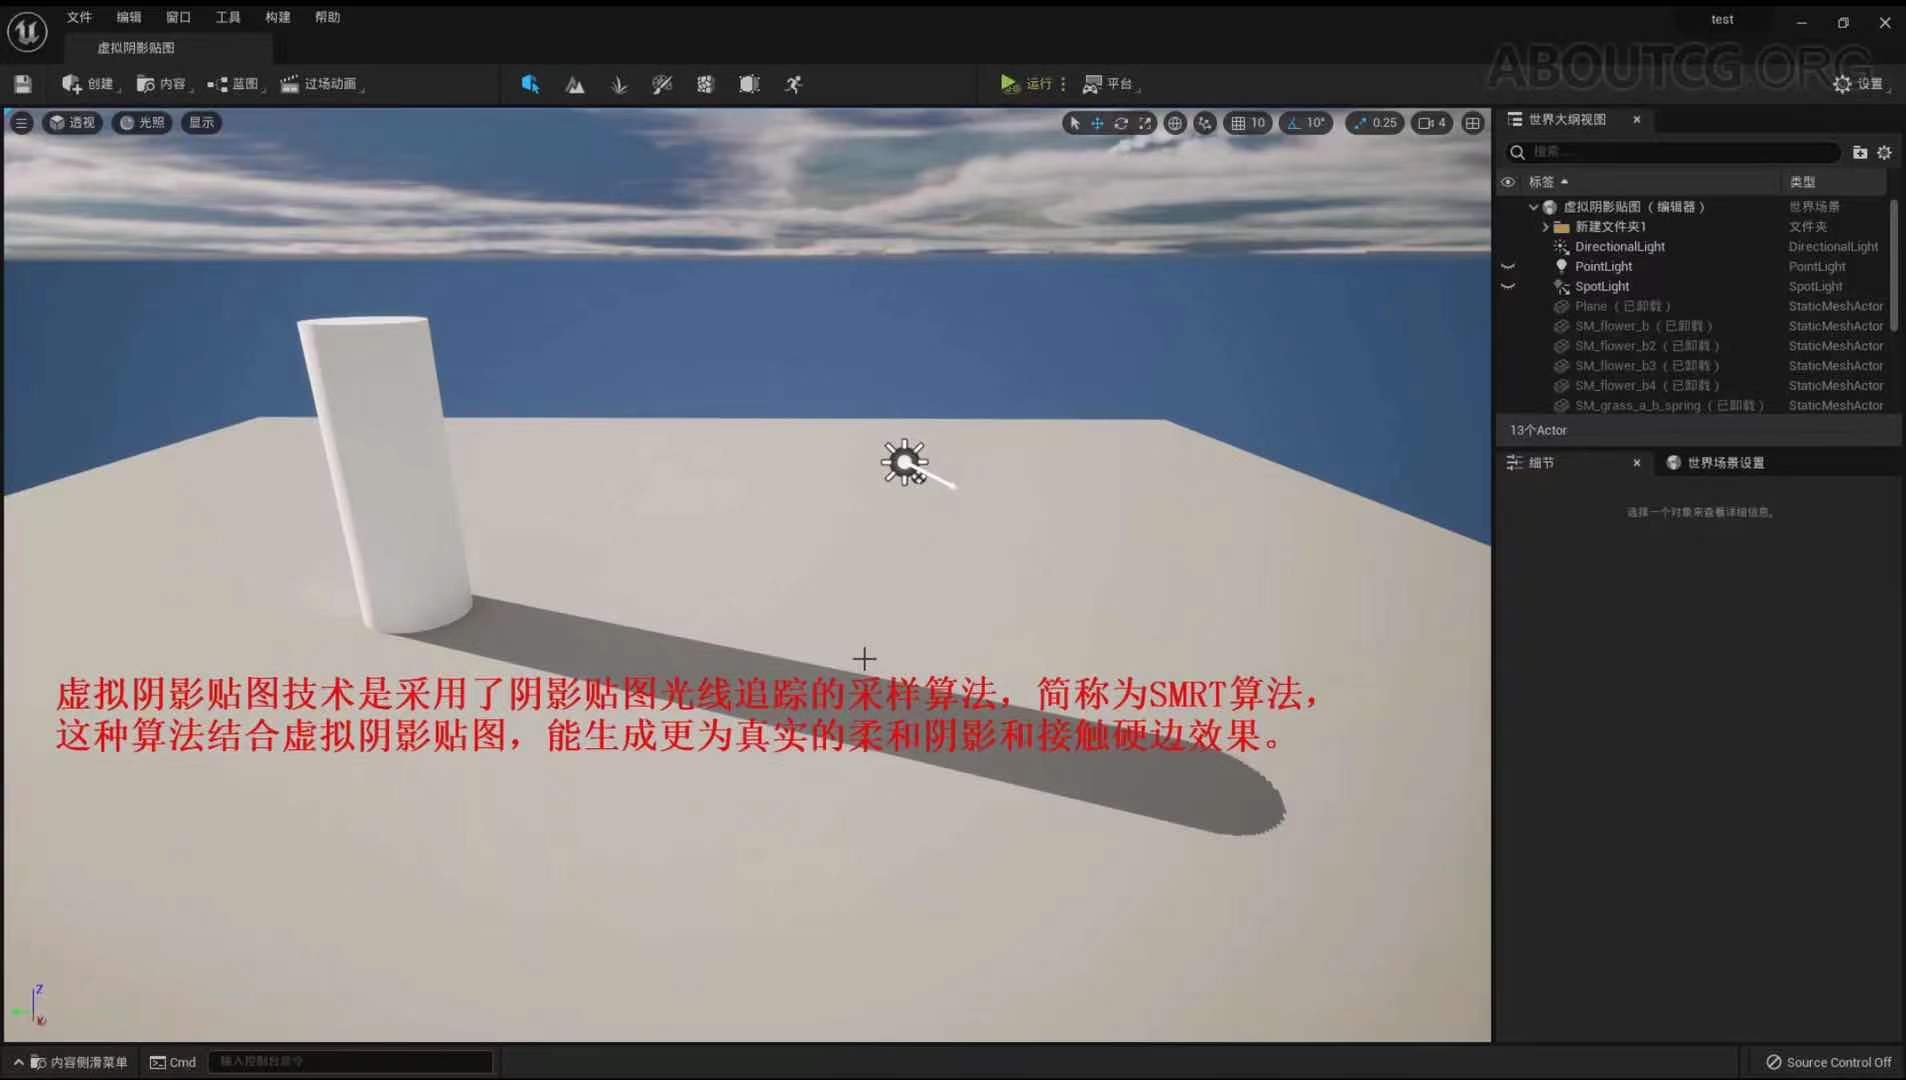 文件 编辑 窗口 工具 构建 帮助
test
虚拟阴影贴图
ABOUTCG.ORG
创建 内容 蓝图 过场动画 运行 平台 设置
透视 光照 显示 10 10° 0.25 4
世界大纲视图
搜索...
标签 类型
虚拟阴影贴图（编辑器） 世界场景
新建文件夹1 文件夹
DirectionalLight DirectionalLight
PointLight PointLight
SpotLight SpotLight
Plane（已卸载） StaticMeshActor
SM_flower_b（已卸载） StaticMeshActor
SM_flower_b2（已卸载） StaticMeshActor
SM_flower_b3（已卸载） StaticMeshActor
SM_flower_b4（已卸载） StaticMeshActor
SM_grass_a_b_spring（已卸载） StaticMeshActor
13个Actor
细节 世界场景设置
选择一个对象来查看详细信息。
虚拟阴影贴图技术是采用了阴影贴图光线追踪的采样算法，简称为SMRT算法，
这种算法结合虚拟阴影贴图，能生成更为真实的柔和阴影和接触硬边效果。
Z
内容侧滑菜单 Cmd 输入控制台命令 Source Control Off